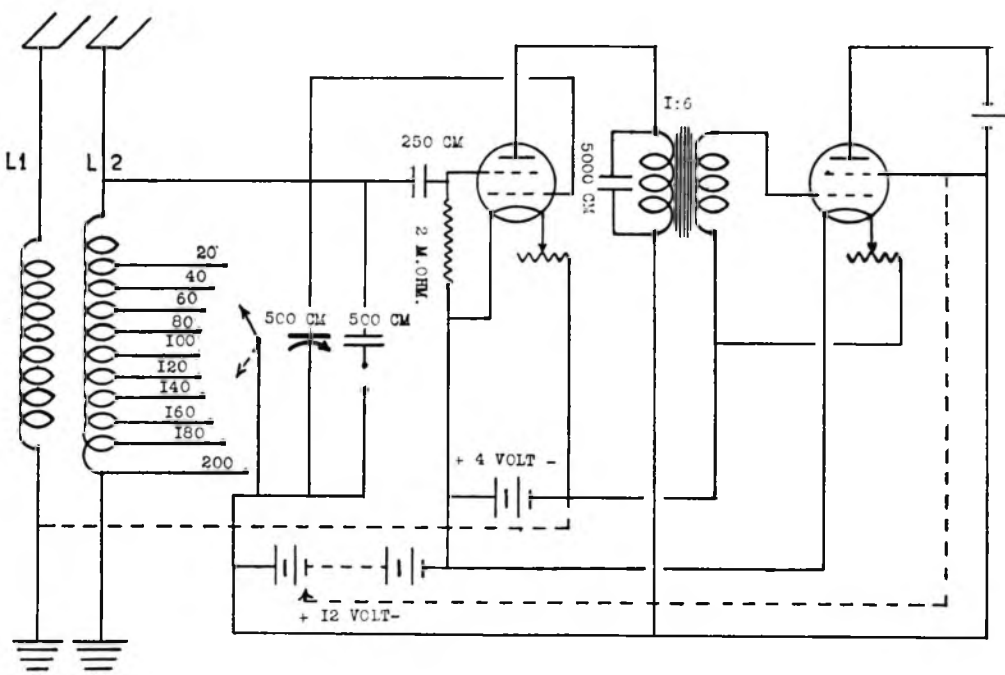 L1
L 2
250 CM
I:6
5000 CM
2 M.OHM.
20
40
60
80
I00
I20
I40
I60
I80
200
500 CM
500 CM
+ 4 VOLT -
+ I2 VOLT-